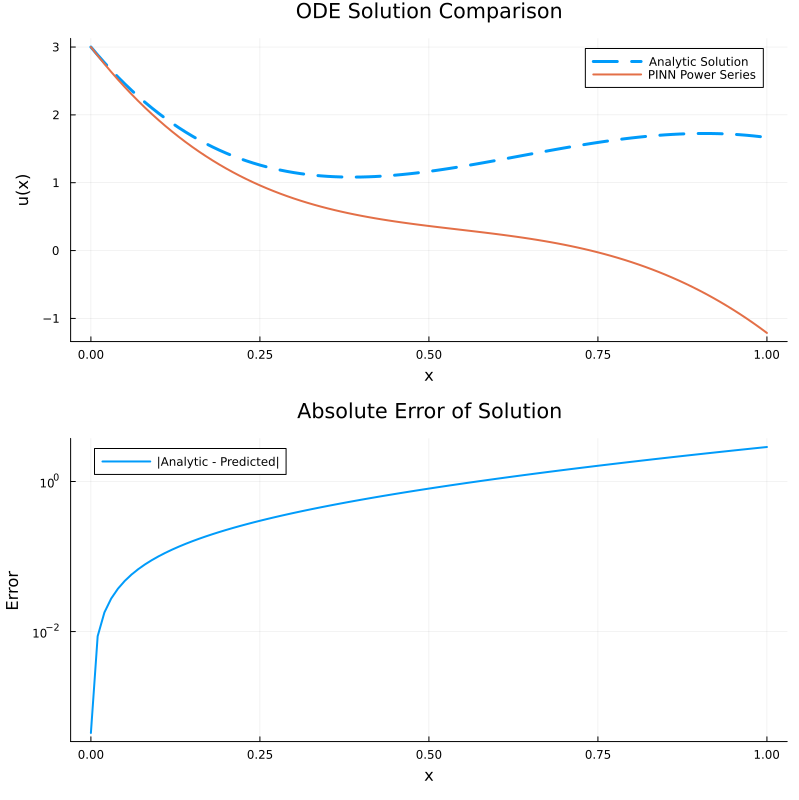 ODE Solution Comparison
3
2
1
0
−1
u(x)
Analytic Solution
PINN Power Series
0.00 0.25 0.50 0.75 1.00
x
Absolute Error of Solution
|Analytic - Predicted|
10⁰
10⁻²
Error
0.00 0.25 0.50 0.75 1.00
x